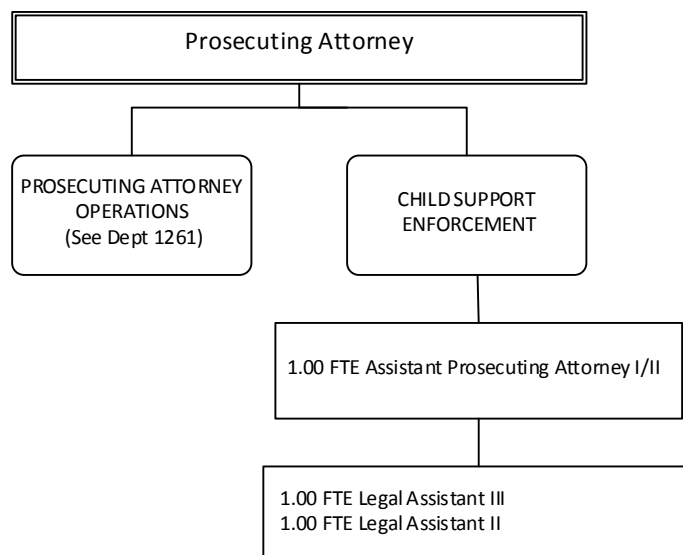 Prosecuting Attorney
PROSECUTING ATTORNEY
OPERATIONS
(See Dept 1261)
CHILD SUPPORT
ENFORCEMENT
1.00 FTE Assistant Prosecuting Attorney I/II
1.00 FTE Legal Assistant III
1.00 FTE Legal Assistant II